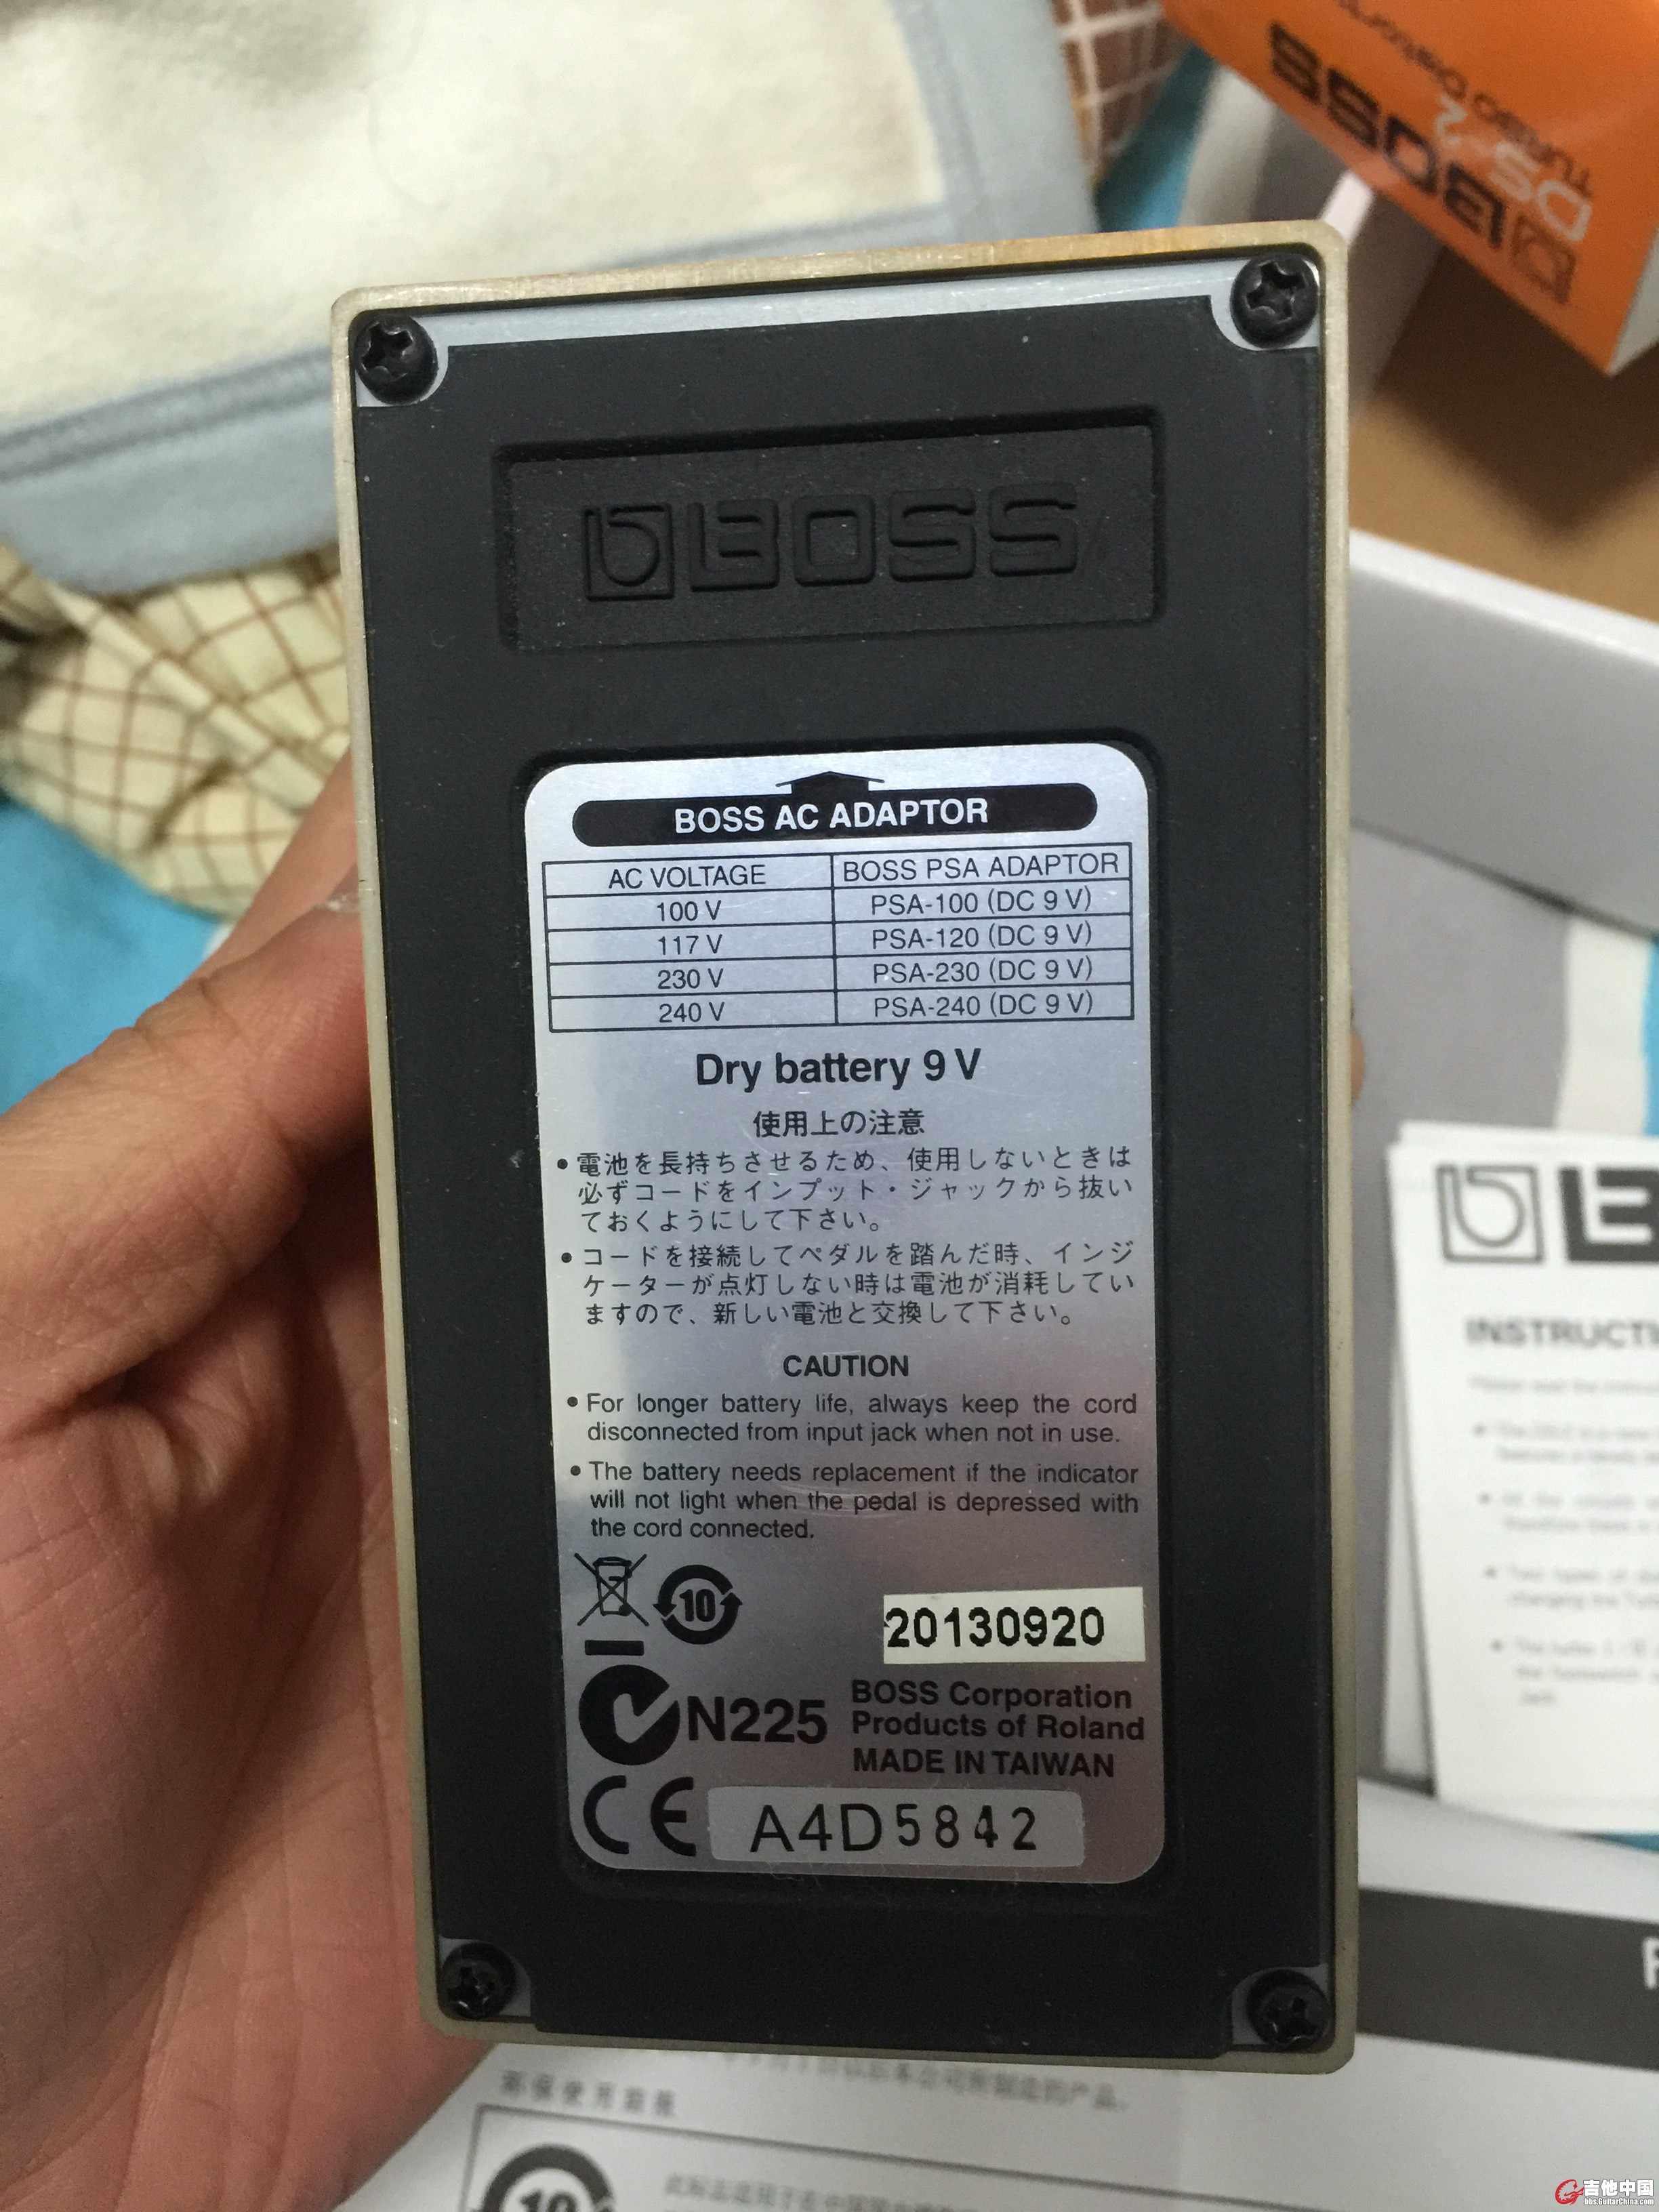 BOSS
DS-2
TURBO Distortion
BOSS
BOSS AC ADAPTOR
AC VOLTAGE BOSS PSA ADAPTOR
100 V PSA-100 (DC 9 V)
117 V PSA-120 (DC 9 V)
230 V PSA-230 (DC 9 V)
240 V PSA-240 (DC 9 V)
Dry battery 9 V
使用上の注意
• 電池を長持ちさせるため、使用しないときは
必ずコードをインプット・ジャックから抜い
ておくようにして下さい。
• コードを接続してペダルを踏んだ時、インジ
ケーターが点灯しない時は電池が消耗してい
ますので、新しい電池と交換して下さい。
CAUTION
• For longer battery life, always keep the cord
disconnected from input jack when not in use.
• The battery needs replacement if the indicator
will not light when the pedal is depressed with
the cord connected.
10
20130920
N225
BOSS Corporation
Products of Roland
MADE IN TAIWAN
CE
A4D5842
INSTRUCTI
环保使用期限
10
吉他中国
bbs.GuitarChina.com